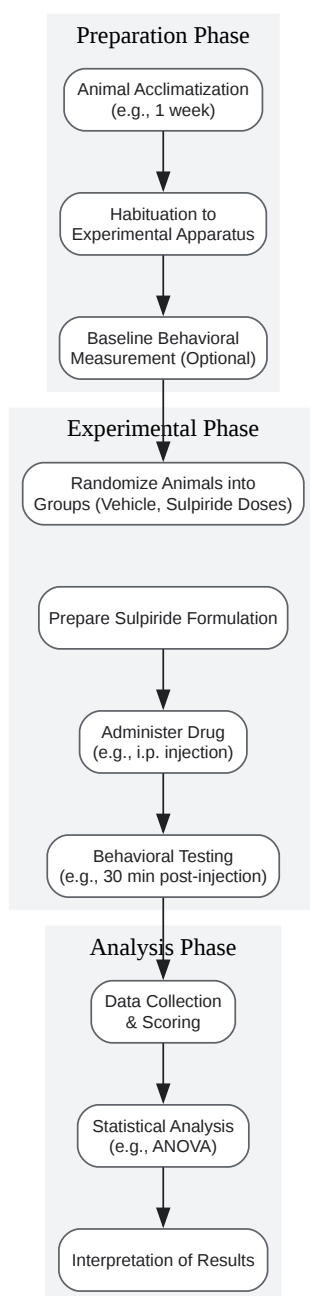 Preparation Phase
Animal Acclimatization
(e.g., 1 week)
Habituation to
Experimental Apparatus
Baseline Behavioral
Measurement (Optional)
Experimental Phase
Randomize Animals into
Groups (Vehicle, Sulpiride Doses)
Prepare Sulpiride Formulation
Administer Drug
(e.g., i.p. injection)
Behavioral Testing
(e.g., 30 min post-injection)
Analysis Phase
Data Collection
& Scoring
Statistical Analysis
(e.g., ANOVA)
Interpretation of Results